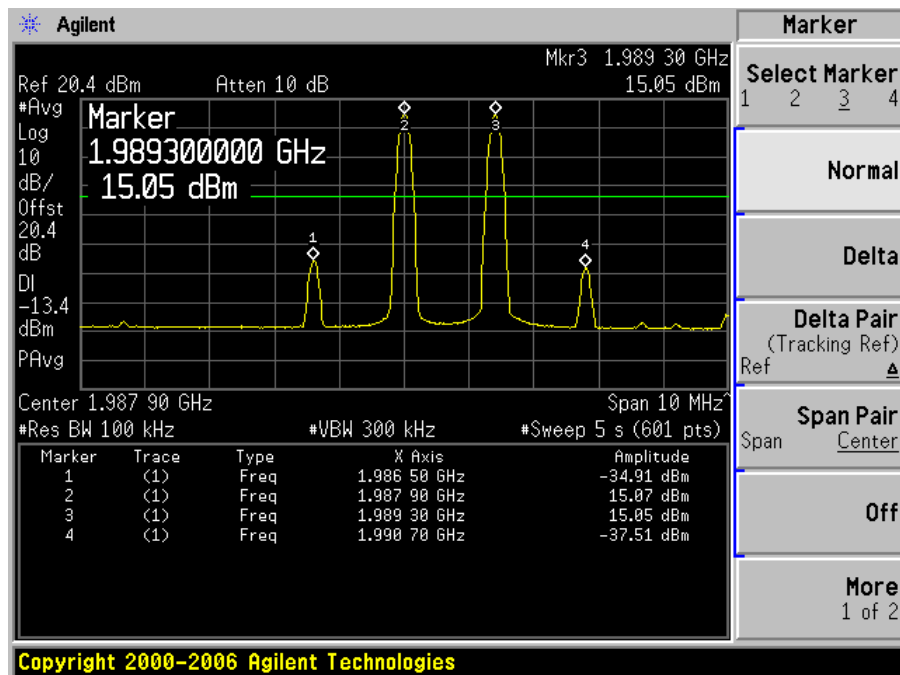 Agilent
Marker
Mkr3 1.989 30 GHz
Ref 20.4 dBm Atten 10 dB 15.05 dBm
#Avg
Log
10
dB/
Offst
20.4
dB
DI
-13.4
dBm
PAvg
Marker
1.989300000 GHz
15.05 dBm
1
2
3
4
Center 1.987 90 GHz Span 10 MHz^
#Res BW 100 kHz #VBW 300 kHz #Sweep 5 s (601 pts)
Marker Trace Type X Axis Amplitude
1 (1) Freq 1.986 50 GHz -34.91 dBm
2 (1) Freq 1.987 90 GHz 15.07 dBm
3 (1) Freq 1.989 30 GHz 15.05 dBm
4 (1) Freq 1.990 70 GHz -37.51 dBm
Select Marker
1 2 3 4
Normal
Delta
Delta Pair
(Tracking Ref)
Ref Δ
Span Pair
Span Center
Off
More
1 of 2
Copyright 2000-2006 Agilent Technologies